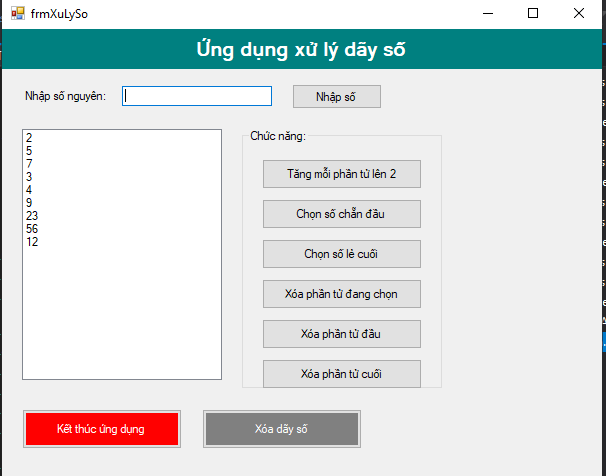 frmXuLySo
Ứng dụng xử lý dãy số
Nhập số nguyên:
Nhập số
2
5
7
3
4
9
23
56
12
Chức năng:
Tăng mỗi phần tử lên 2
Chọn số chẵn đầu
Chọn số lẻ cuối
Xóa phần tử đang chọn
Xóa phần tử đầu
Xóa phần tử cuối
Kết thúc ứng dụng
Xóa dãy số